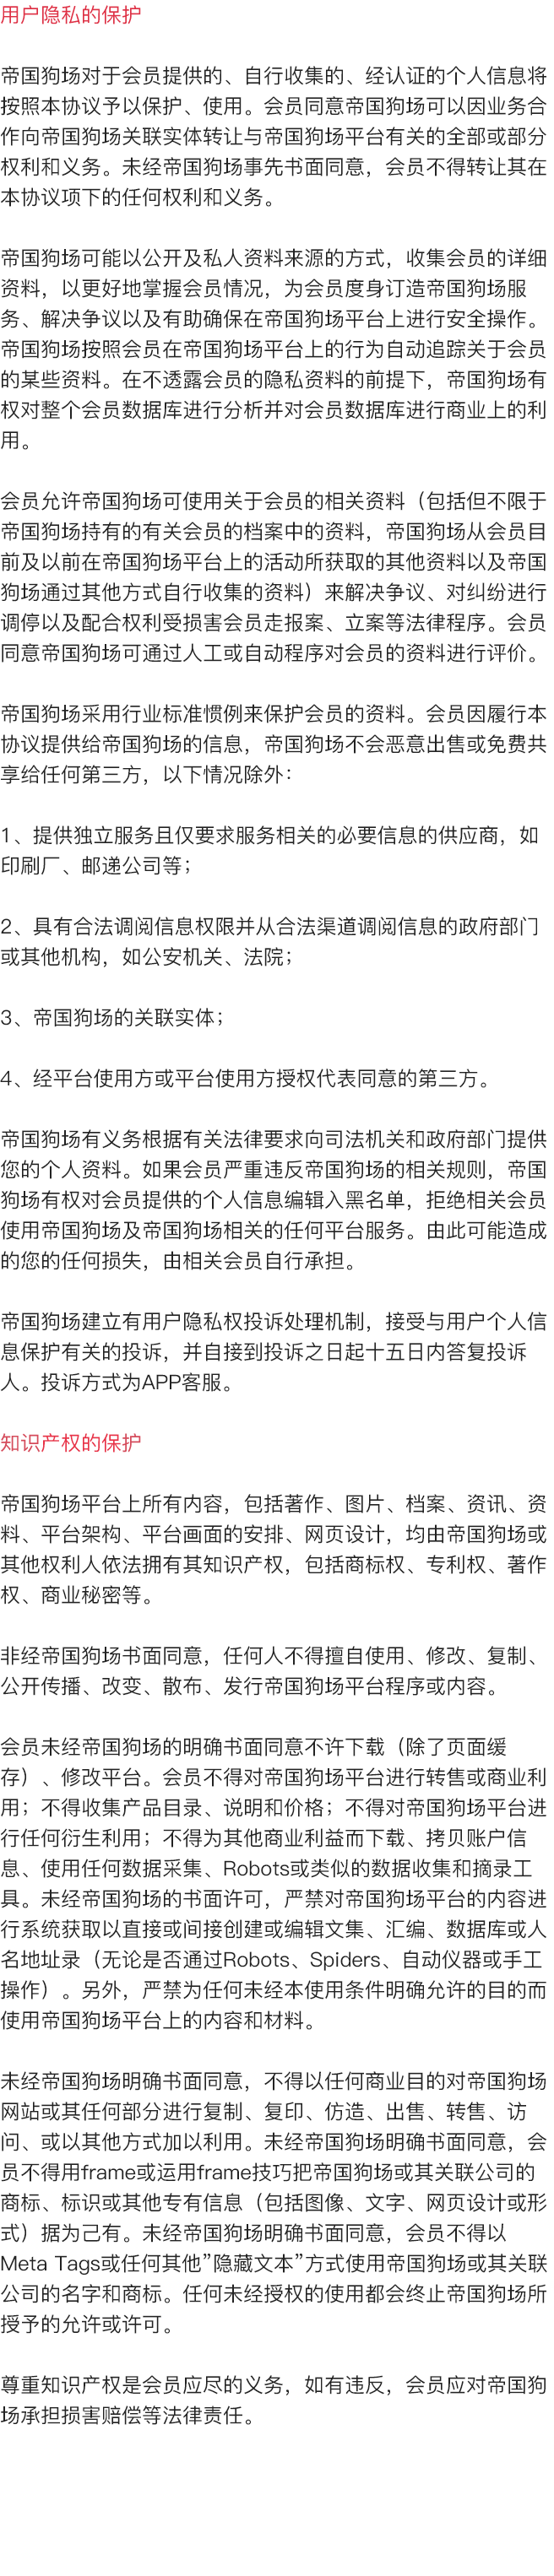 用户隐私的保护
帝国狗场对于会员提供的、自行收集的、经认证的个人信息将
按照本协议予以保护、使用。会员同意帝国狗场可以因业务合
作向帝国狗场关联实体转让与帝国狗场平台有关的全部或部分
权利和义务。未经帝国狗场事先书面同意，会员不得转让其在
本协议项下的任何权利和义务。
帝国狗场可能以公开及私人资料来源的方式，收集会员的详细
资料，以更好地掌握会员情况，为会员度身订造帝国狗场服
务、解决争议以及有助确保在帝国狗场平台上进行安全操作。
帝国狗场按照会员在帝国狗场平台上的行为自动追踪关于会员
的某些资料。在不透露会员的隐私资料的前提下，帝国狗场有
权对整个会员数据库进行分析并对会员数据库进行商业上的利
用。
会员允许帝国狗场可使用关于会员的相关资料（包括但不限于
帝国狗场持有的有关会员的档案中的资料，帝国狗场从会员目
前及以前在帝国狗场平台上的活动所获取的其他资料以及帝国
狗场通过其他方式自行收集的资料）来解决争议、对纠纷进行
调停以及配合权利受损害会员走报案、立案等法律程序。会员
同意帝国狗场可通过人工或自动程序对会员的资料进行评价。
帝国狗场采用行业标准惯例来保护会员的资料。会员因履行本
协议提供给帝国狗场的信息，帝国狗场不会恶意出售或免费共
享给任何第三方，以下情况除外：
1、提供独立服务且仅要求服务相关的必要信息的供应商，如
印刷厂、邮递公司等；
2、具有合法调阅信息权限并从合法渠道调阅信息的政府部门
或其他机构，如公安机关、法院；
3、帝国狗场的关联实体；
4、经平台使用方或平台使用方授权代表同意的第三方。
帝国狗场有义务根据有关法律要求向司法机关和政府部门提供
您的个人资料。如果会员严重违反帝国狗场的相关规则，帝国
狗场有权对会员提供的个人信息编辑入黑名单，拒绝相关会员
使用帝国狗场及帝国狗场相关的任何平台服务。由此可能造成
的您的任何损失，由相关会员自行承担。
帝国狗场建立有用户隐私权投诉处理机制，接受与用户个人信
息保护有关的投诉，并自接到投诉之日起十五日内答复投诉
人。投诉方式为APP客服。
知识产权的保护
帝国狗场平台上所有内容，包括著作、图片、档案、资讯、资
料、平台架构、平台画面的安排、网页设计，均由帝国狗场或
其他权利人依法拥有其知识产权，包括商标权、专利权、著作
权、商业秘密等。
非经帝国狗场书面同意，任何人不得擅自使用、修改、复制、
公开传播、改变、散布、发行帝国狗场平台程序或内容。
会员未经帝国狗场的明确书面同意不许下载（除了页面缓
存）、修改平台。会员不得对帝国狗场平台进行转售或商业利
用；不得收集产品目录、说明和价格；不得对帝国狗场平台进
行任何衍生利用；不得为其他商业利益而下载、拷贝账户信
息、使用任何数据采集、Robots或类似的数据收集和摘录工
具。未经帝国狗场的书面许可，严禁对帝国狗场平台的内容进
行系统获取以直接或间接创建或编辑文集、汇编、数据库或人
名地址录（无论是否通过Robots、Spiders、自动仪器或手工
操作）。另外，严禁为任何未经本使用条件明确允许的目的而
使用帝国狗场平台上的内容和材料。
未经帝国狗场明确书面同意，不得以任何商业目的对帝国狗场
网站或其任何部分进行复制、复印、仿造、出售、转售、访
问、或以其他方式加以利用。未经帝国狗场明确书面同意，会
员不得用frame或运用frame技巧把帝国狗场或其关联公司的
商标、标识或其他专有信息（包括图像、文字、网页设计或形
式）据为己有。未经帝国狗场明确书面同意，会员不得以
Meta Tags或任何其他”隐藏文本”方式使用帝国狗场或其关联
公司的名字和商标。任何未经授权的使用都会终止帝国狗场所
授予的允许或许可。
尊重知识产权是会员应尽的义务，如有违反，会员应对帝国狗
场承担损害赔偿等法律责任。